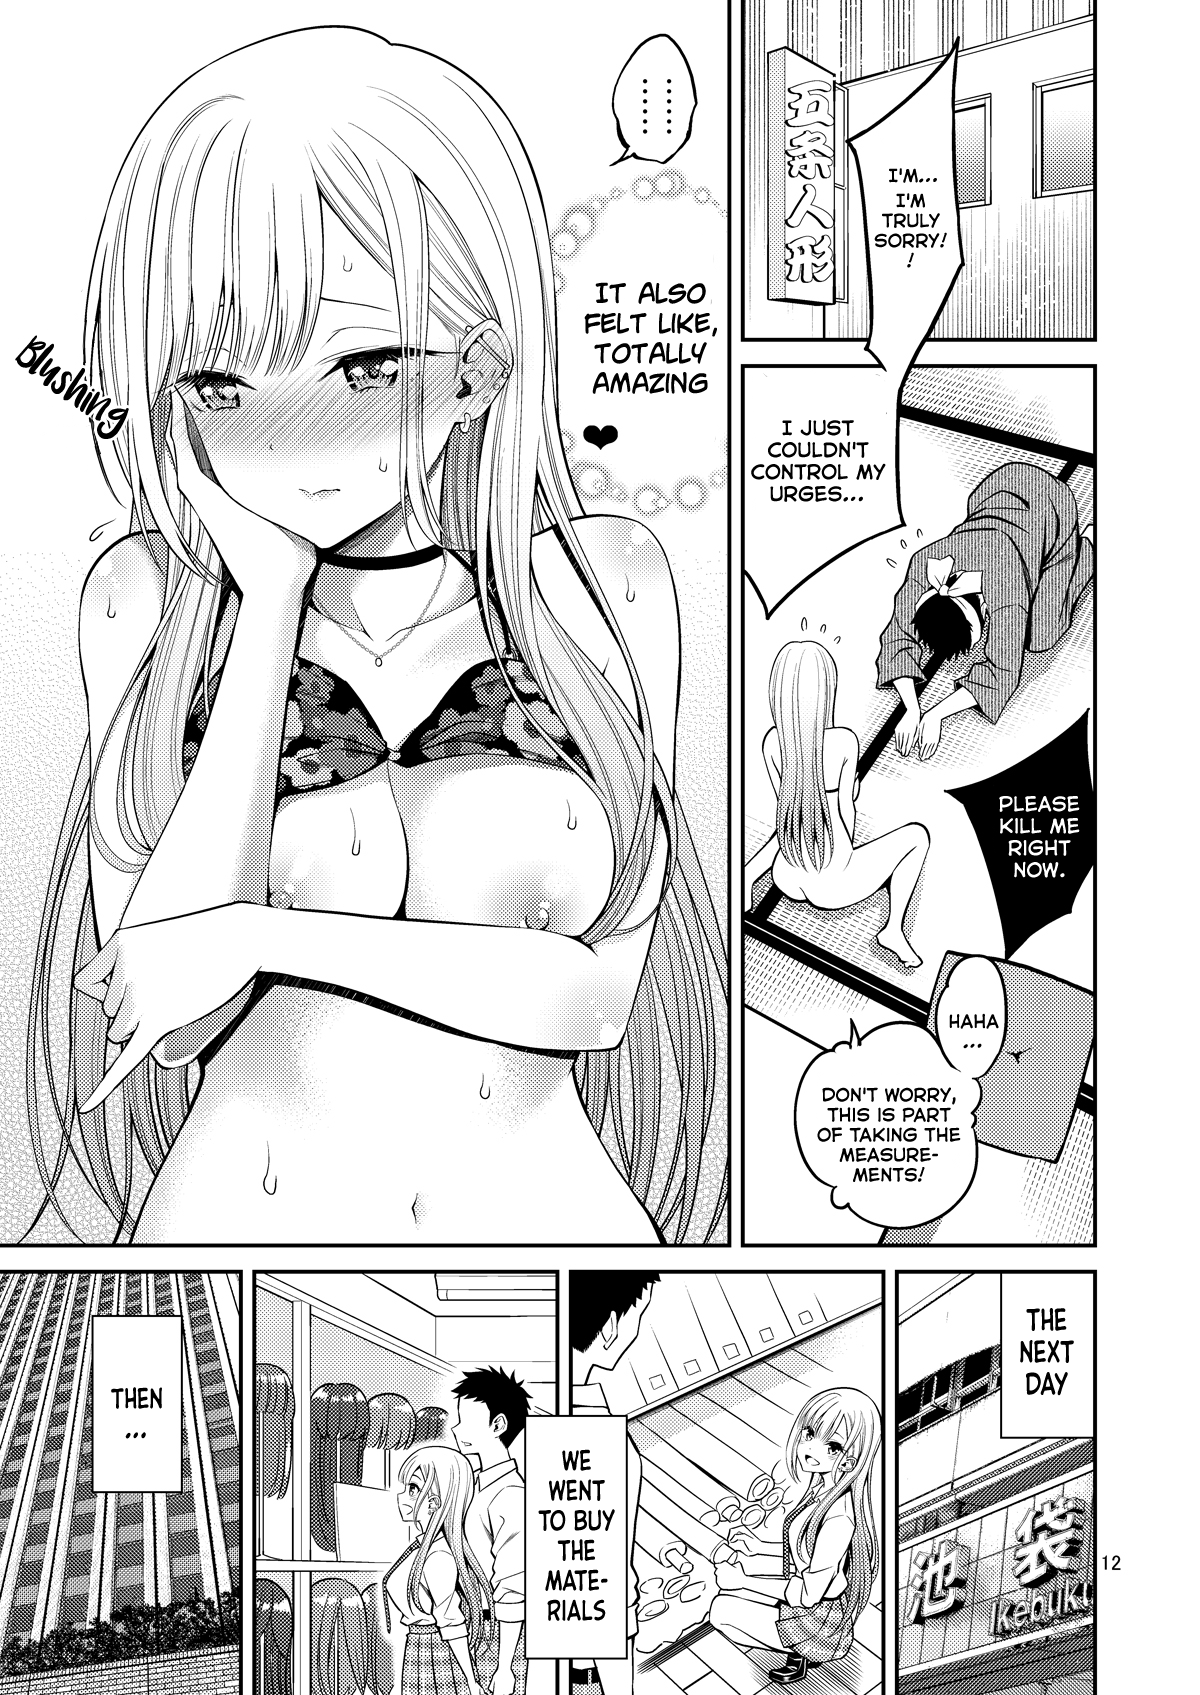 五条人形
I'M...
I'M
TRULY
SORRY!
!
I JUST
COULDN'T
CONTROL MY
URGES...
PLEASE
KILL ME
RIGHT
NOW.
HAHA
...
DON'T WORRY,
THIS IS PART
OF TAKING THE
MEASURE-
MENTS!
......
IT ALSO
FELT LIKE,
TOTALLY
AMAZING
❤
Blushing
THE
NEXT
DAY
池袋
kebuku
WE
WENT
TO BUY
THE
MATE-
RIALS
THEN
...
12